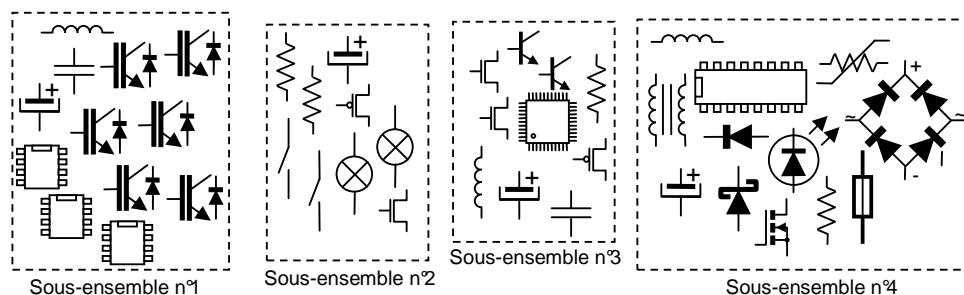 Sous-ensemble n°1
Sous-ensemble n°2
Sous-ensemble n°3
Sous-ensemble n°4
+
+
+
+
+
~
~
-